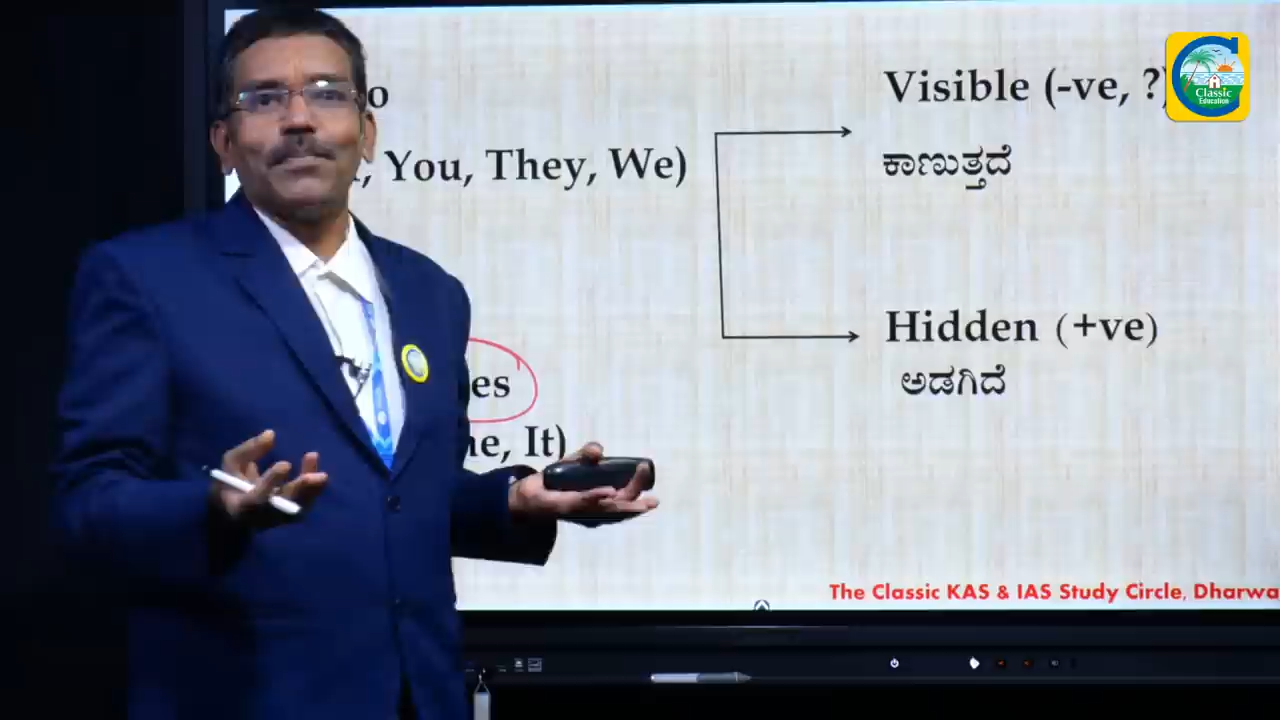 o
, You, They, We)
Visible (-ve, ?)
ಕಾಣುತ್ತದೆ
Hidden (+ve)
ಅಡಗಿದೆ
es
he, It)
The Classic KAS & IAS Study Circle, Dharwa
Classic
Education